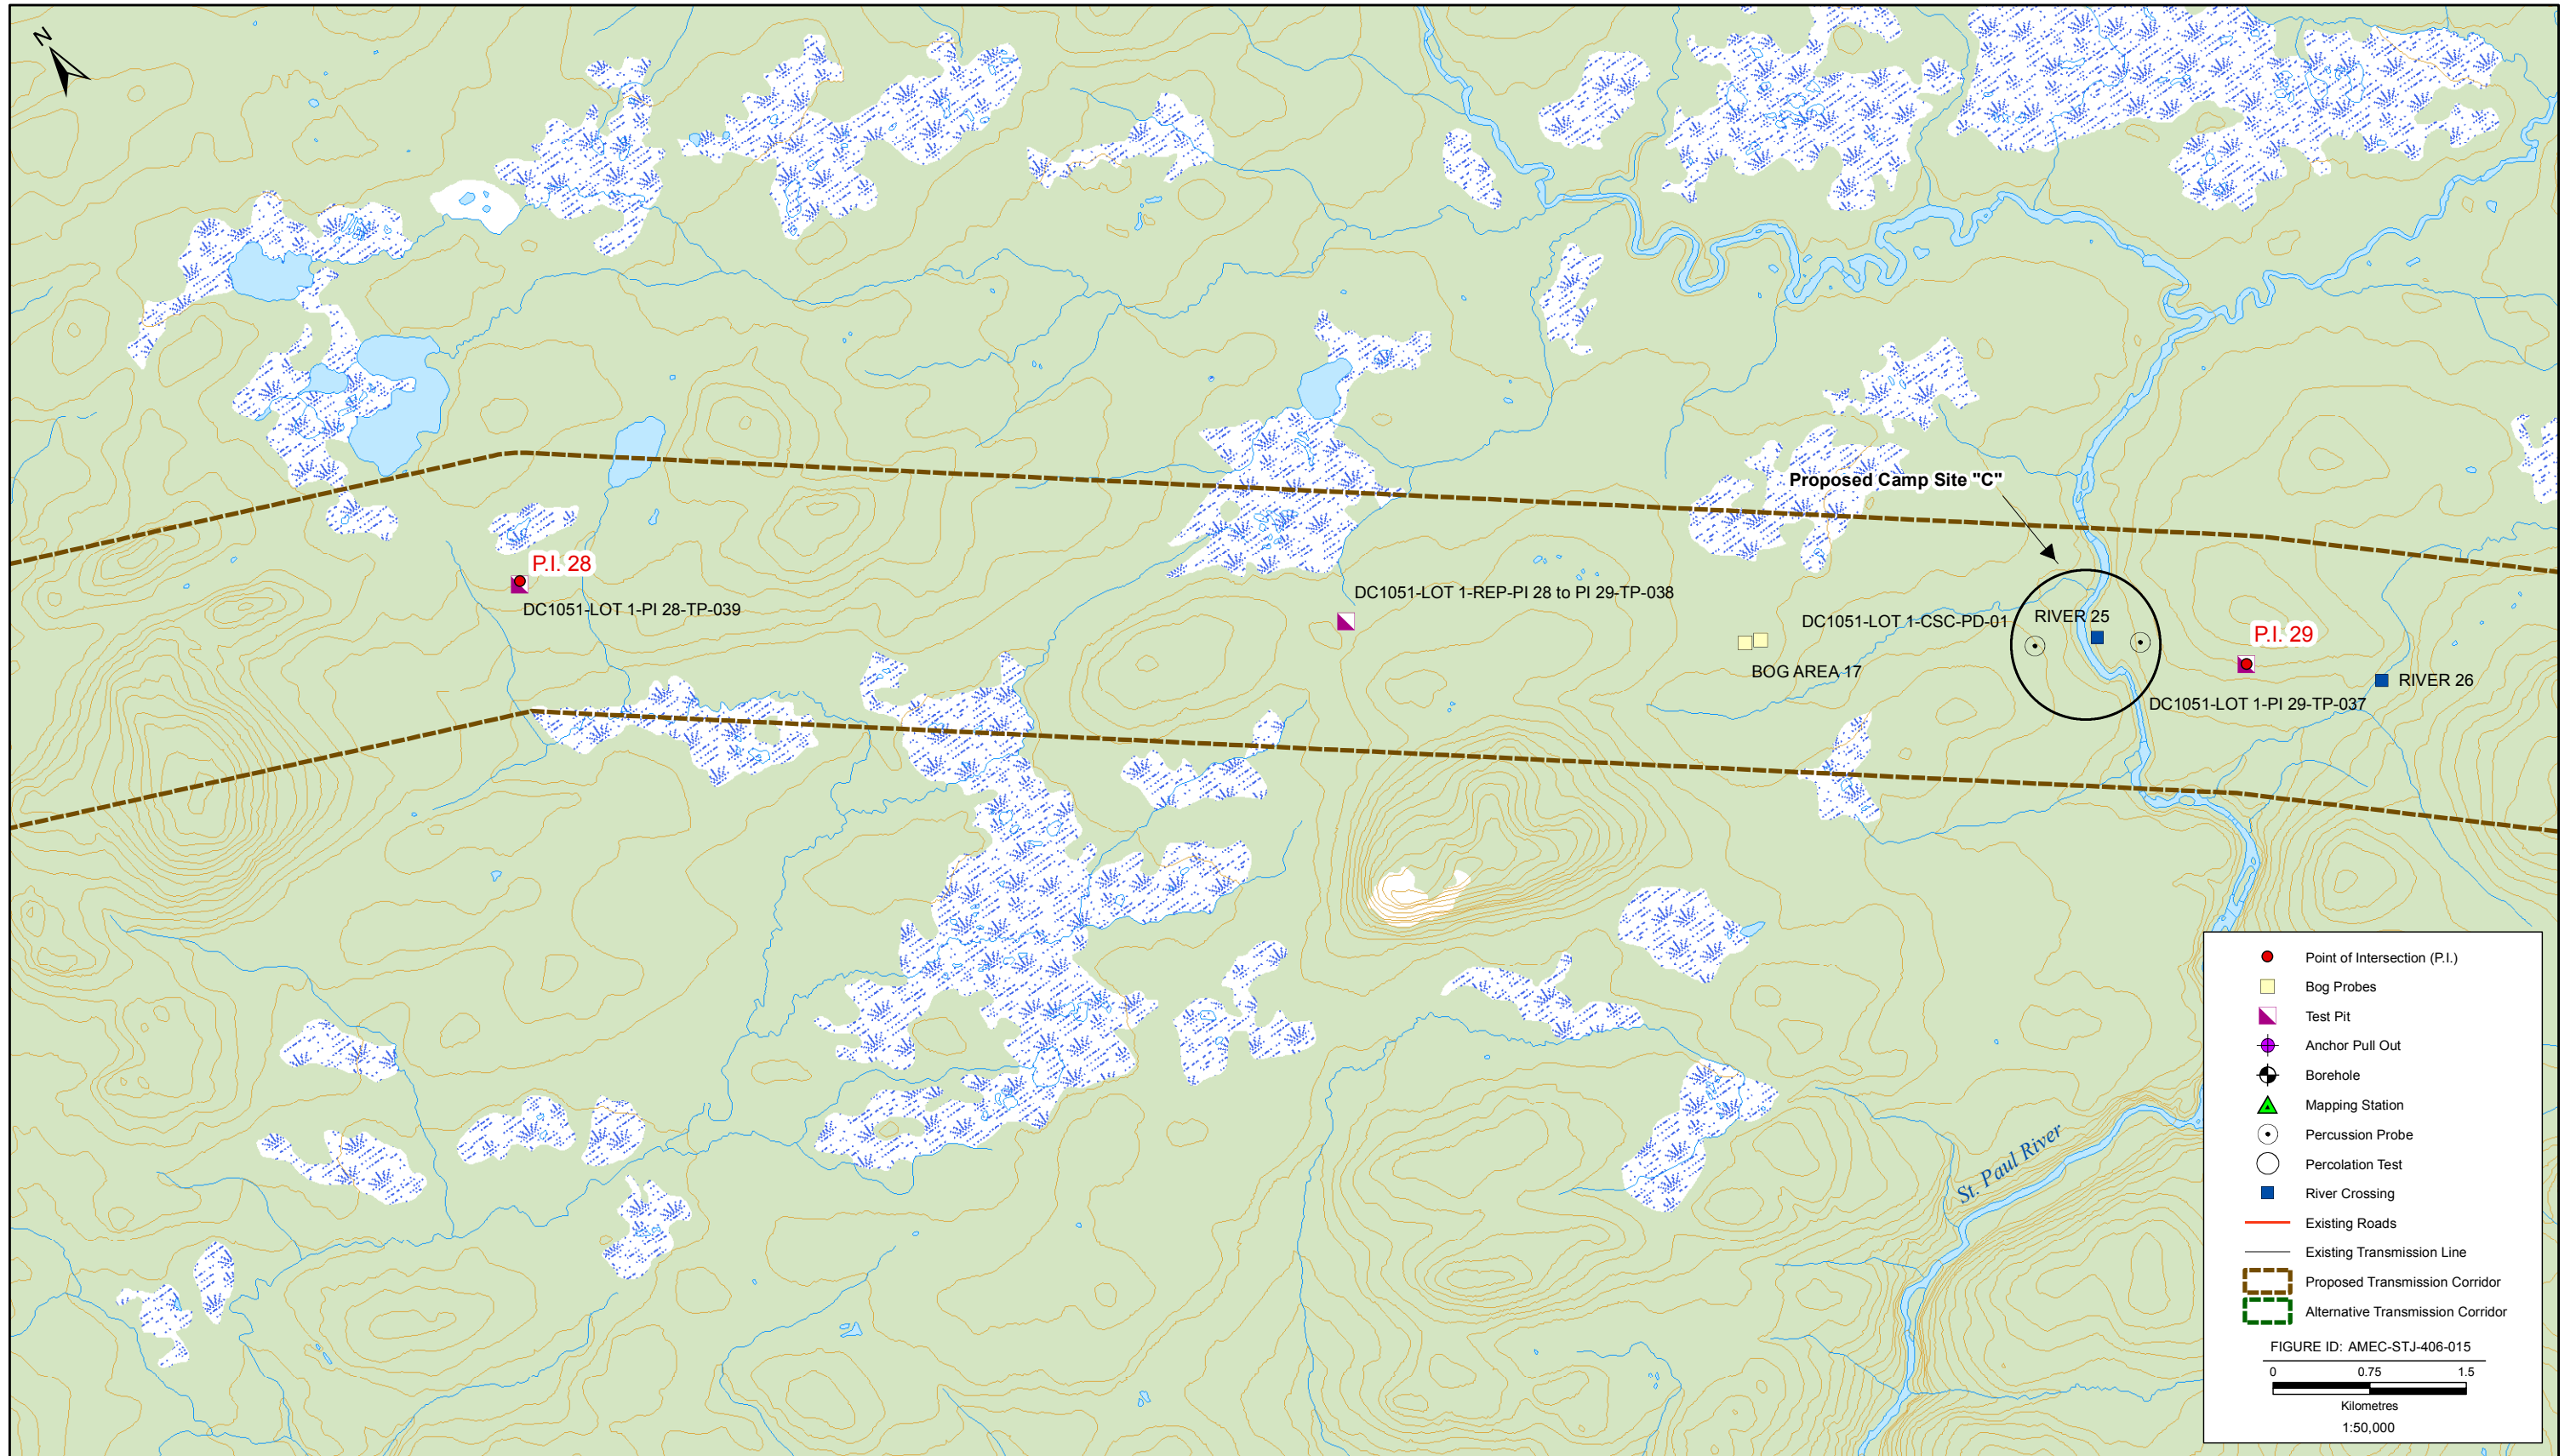 N
Proposed Camp Site "C"
P.I. 28
DC1051-LOT 1-PI 28-TP-039
DC1051-LOT 1-REP-PI 28 to PI 29-TP-038
DC1051-LOT 1-CSC-PD-01
RIVER 25
BOG AREA 17
P.I. 29
DC1051-LOT 1-PI 29-TP-037
RIVER 26
St. Paul River
Point of Intersection (P.I.)
Bog Probes
Test Pit
Anchor Pull Out
Borehole
Mapping Station
Percussion Probe
Percolation Test
River Crossing
Existing Roads
Existing Transmission Line
Proposed Transmission Corridor
Alternative Transmission Corridor
FIGURE ID: AMEC-STJ-406-015
0 0.75 1.5
Kilometres
1:50,000